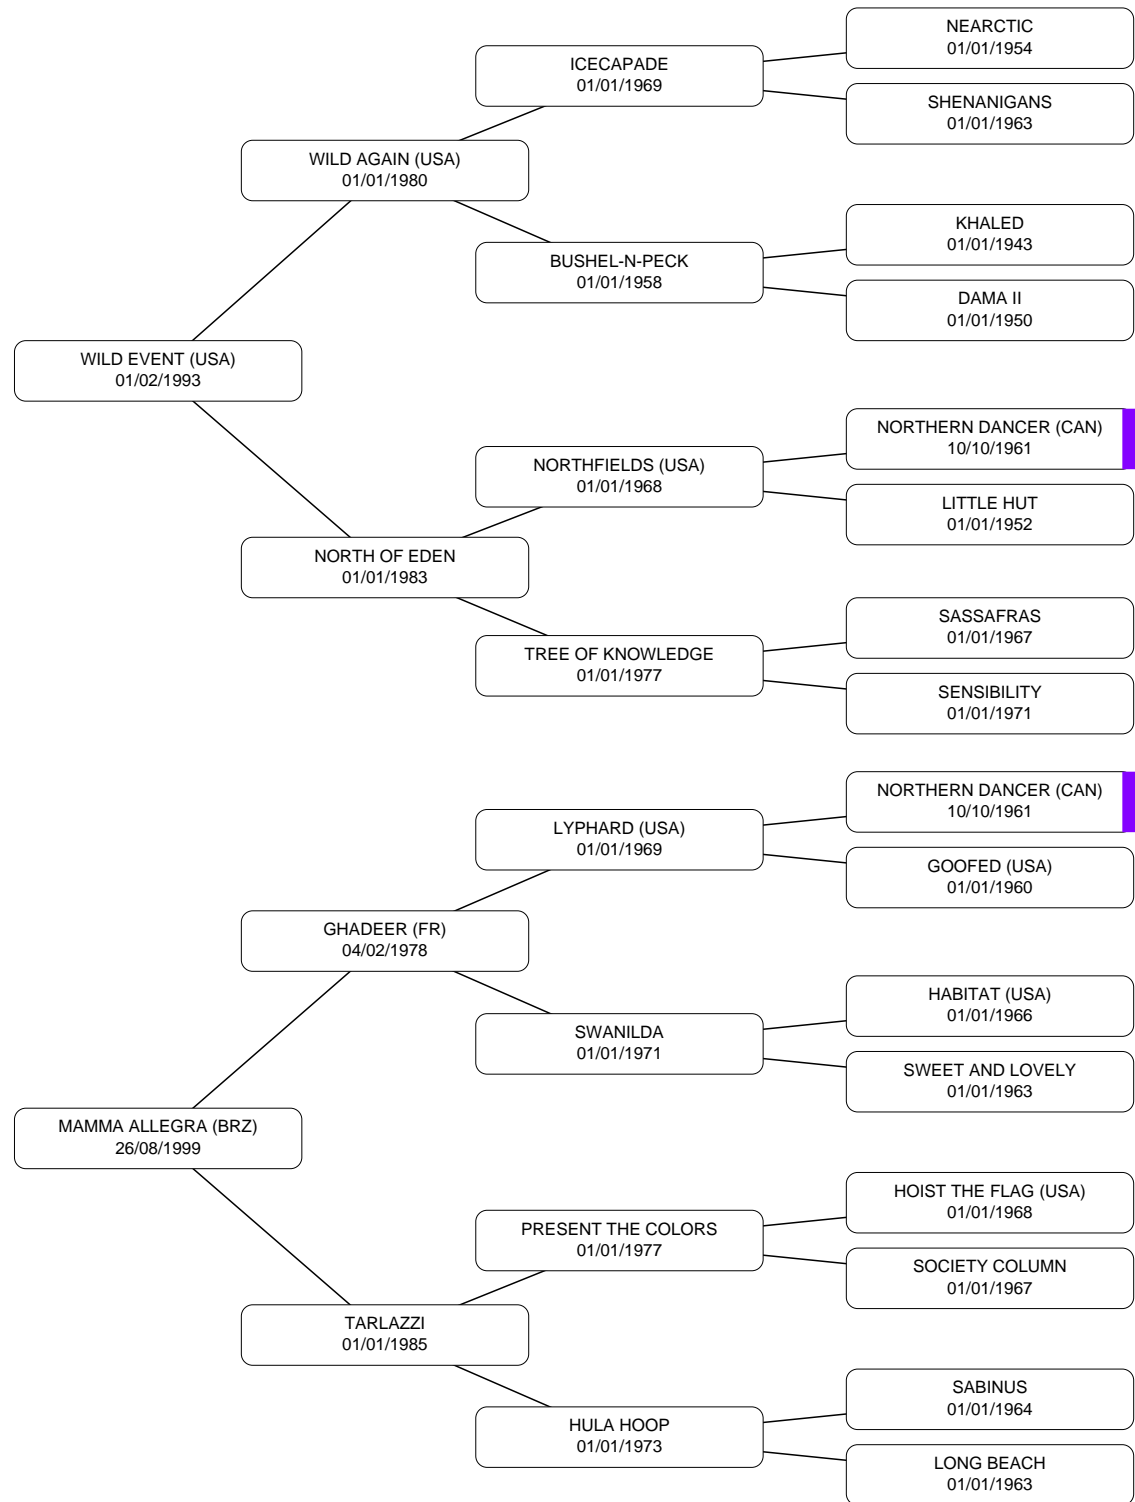 NEARCTIC
01/01/1954
ICECAPADE
01/01/1969
SHENANIGANS
01/01/1963
WILD AGAIN (USA)
01/01/1980
KHALED
01/01/1943
BUSHEL-N-PECK
01/01/1958
DAMA II
01/01/1950
WILD EVENT (USA)
01/02/1993
NORTHERN DANCER (CAN)
10/10/1961
NORTHFIELDS (USA)
01/01/1968
LITTLE HUT
01/01/1952
NORTH OF EDEN
01/01/1983
SASSAFRAS
01/01/1967
TREE OF KNOWLEDGE
01/01/1977
SENSIBILITY
01/01/1971
NORTHERN DANCER (CAN)
10/10/1961
LYPHARD (USA)
01/01/1969
GOOFED (USA)
01/01/1960
GHADEER (FR)
04/02/1978
HABITAT (USA)
01/01/1966
SWANILDA
01/01/1971
SWEET AND LOVELY
01/01/1963
MAMMA ALLEGRA (BRZ)
26/08/1999
HOIST THE FLAG (USA)
01/01/1968
PRESENT THE COLORS
01/01/1977
SOCIETY COLUMN
01/01/1967
TARLAZZI
01/01/1985
SABINUS
01/01/1964
HULA HOOP
01/01/1973
LONG BEACH
01/01/1963